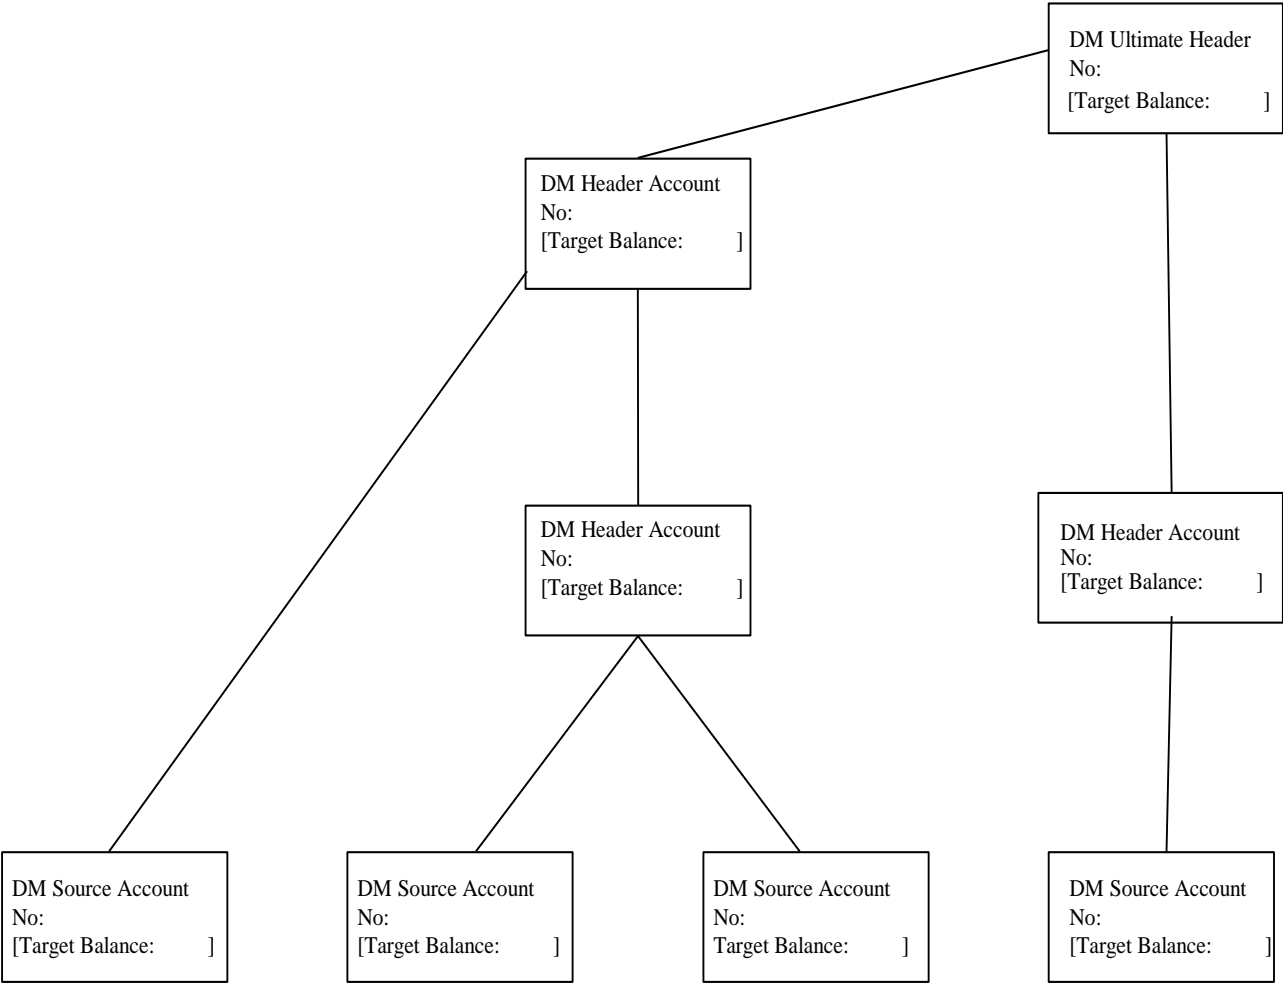 DM Ultimate Header
No:
[Target Balance: ]
DM Header Account
No:
[Target Balance: ]
DM Header Account
No:
[Target Balance: ]
DM Header Account
No:
[Target Balance: ]
DM Source Account
No:
[Target Balance: ]
DM Source Account
No:
[Target Balance: ]
DM Source Account
No:
Target Balance: ]
DM Source Account
No:
[Target Balance: ]